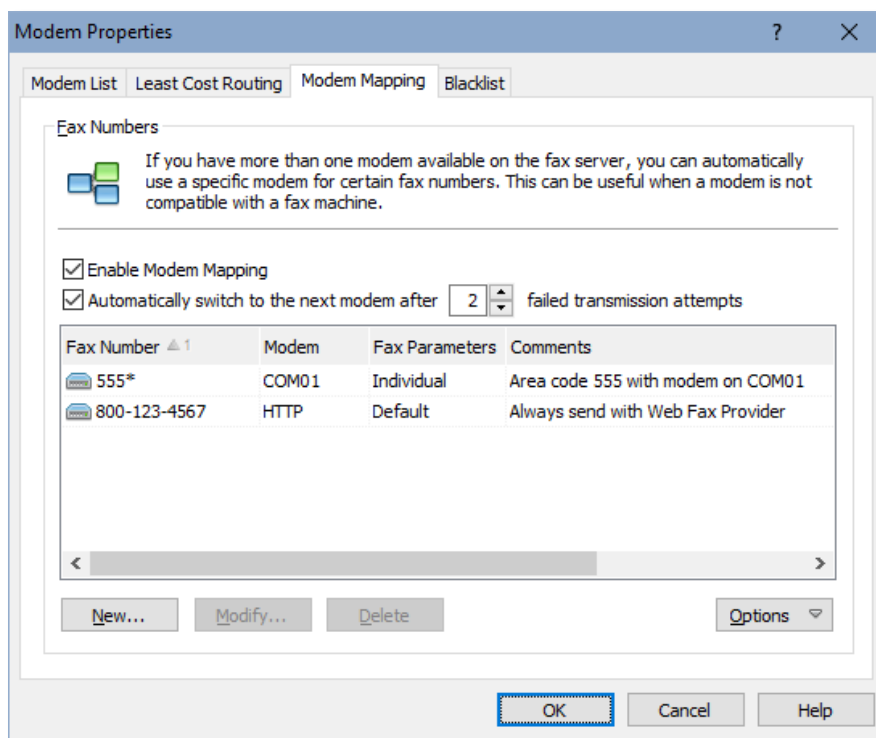 Modem Properties ?
Modem List Least Cost Routing Modem Mapping Blacklist
Fax Numbers
If you have more than one modem available on the fax server, you can automatically
use a specific modem for certain fax numbers. This can be useful when a modem is not
compatible with a fax machine.
Enable Modem Mapping
Automatically switch to the next modem after 2 failed transmission attempts
Fax Number 1 Modem Fax Parameters Comments
555* COM01 Individual Area code 555 with modem on COM01
800-123-4567 HTTP Default Always send with Web Fax Provider
New... Modify... Delete Options
OK Cancel Help